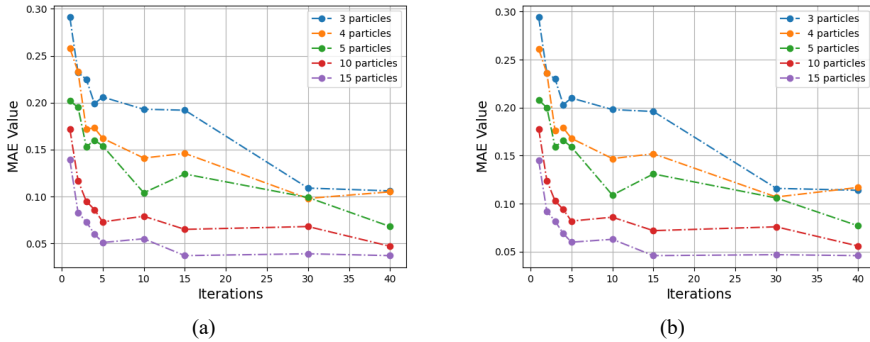 0.30
0.25
0.20
0.15
0.10
0.05
MAE Value
0 5 10 15 20 25 30 35 40
Iterations
3 particles
4 particles
5 particles
10 particles
15 particles
(a)
0.30
0.25
0.20
0.15
0.10
0.05
MAE Value
0 5 10 15 20 25 30 35 40
Iterations
3 particles
4 particles
5 particles
10 particles
15 particles
(b)